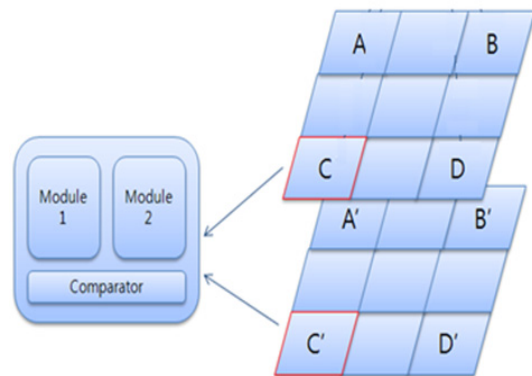 A B
C D
Module Module
1 2
Comparator
A' B'
C' D'